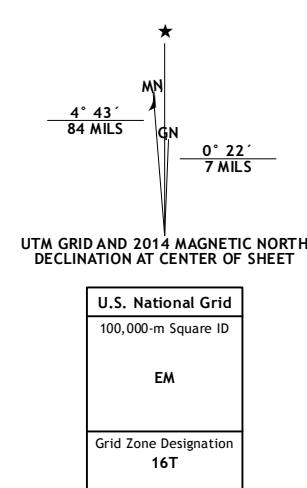 MN
4° 43´
84 MILS
GN
0° 22´
7 MILS
UTM GRID AND 2014 MAGNETIC NORTH
DECLINATION AT CENTER OF SHEET
U.S. National Grid
100,000-m Square ID
EM
Grid Zone Designation
16T